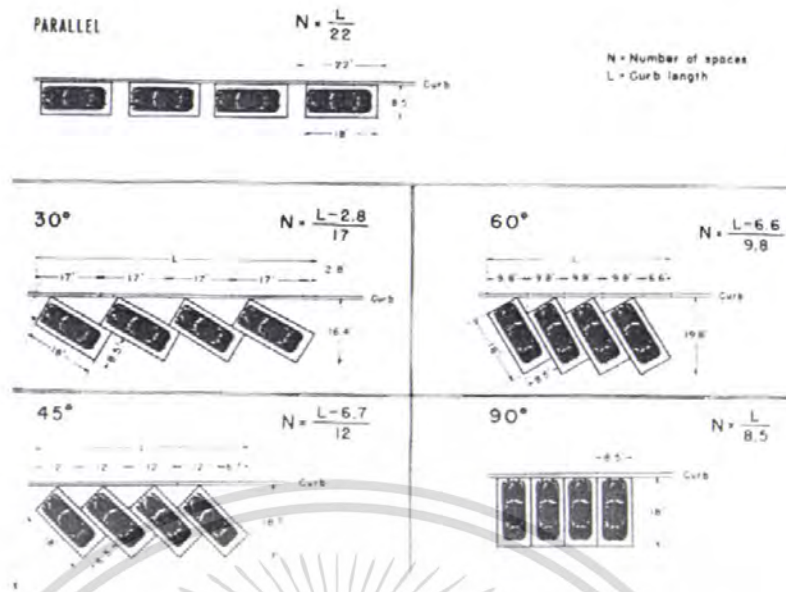 PARALLEL
N = L
22
22'
N = Number of spaces
L = Curb length
Curb
8.5
18'
30°
N = L-2.8
17
L
17' 17' 17' 17'
2.8'
Curb
16.4'
18'
8.5'
60°
N = L-6.6
9.8
L
9.8' 9.8' 9.8' 9.8' 6.6'
Curb
19.8'
18'
8.5'
45°
N = L-6.7
12
L
12 12 12 6.7'
Curb
18'
8.5'
90°
N = L
8.5
8.5'
Curb
18'